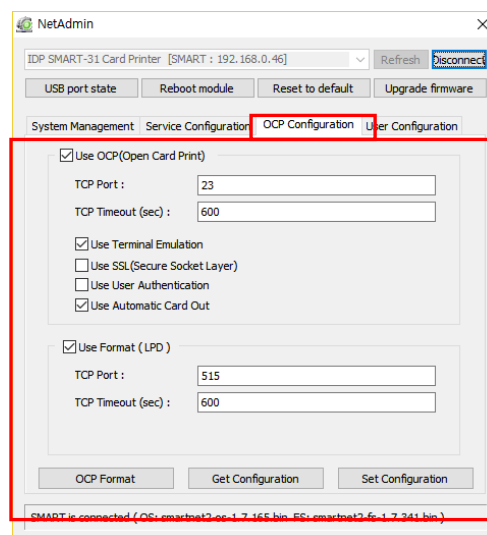 NetAdmin
IDP SMART-31 Card Printer [SMART : 192.168.0.46] Refresh Disconnect
USB port state Reboot module Reset to default Upgrade firmware
System Management Service Configuration OCP Configuration User Configuration
Use OCP(Open Card Print)
TCP Port : 23
TCP Timeout (sec) : 600
Use Terminal Emulation
Use SSL(Secure Socket Layer)
Use User Authentication
Use Automatic Card Out
Use Format ( LPD )
TCP Port : 515
TCP Timeout (sec) : 600
OCP Format Get Configuration Set Configuration
SMART is connected ( OS: smartnet2-os-1.7.165.bin, FS: smartnet2-fs-1.7.341.bin )